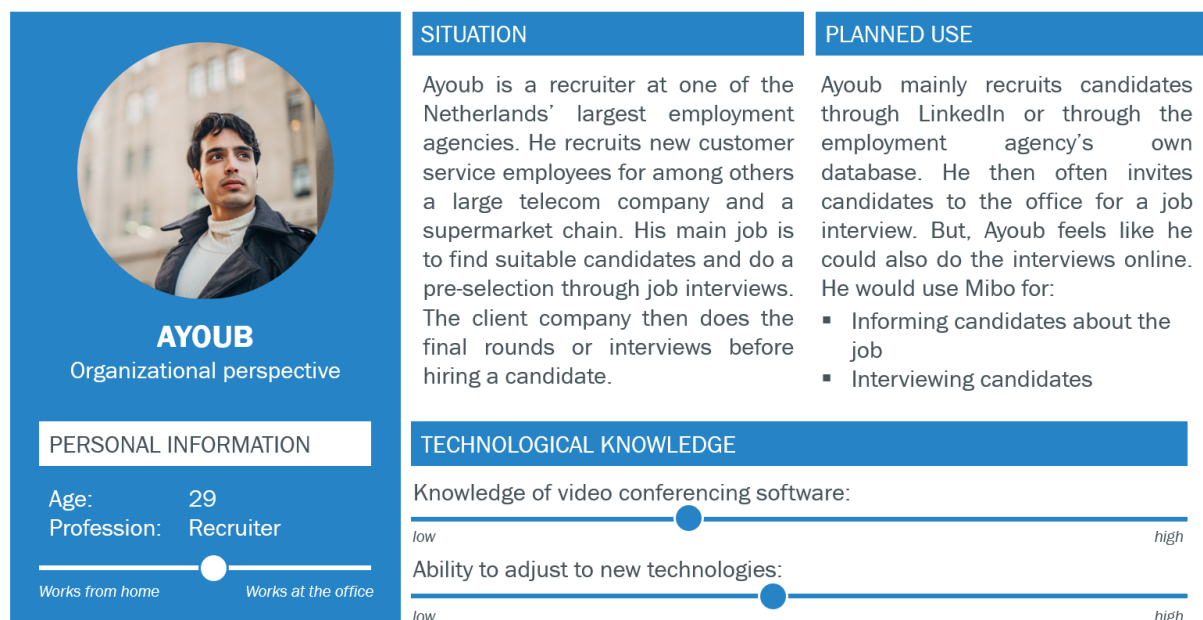 AYOUB
Organizational perspective
PERSONAL INFORMATION
Age: 29
Profession: Recruiter
Works from home Works at the office
SITUATION
Ayoub is a recruiter at one of the
Netherlands’ largest employment
agencies. He recruits new customer
service employees for among others
a large telecom company and a
supermarket chain. His main job is
to find suitable candidates and do a
pre-selection through job interviews.
The client company then does the
final rounds or interviews before
hiring a candidate.
PLANNED USE
Ayoub mainly recruits candidates
through LinkedIn or through the
employment agency’s own
database. He then often invites
candidates to the office for a job
interview. But, Ayoub feels like he
could also do the interviews online.
He would use Mibo for:
▪ Informing candidates about the
job
▪ Interviewing candidates
TECHNOLOGICAL KNOWLEDGE
Knowledge of video conferencing software:
low high
Ability to adjust to new technologies:
low high